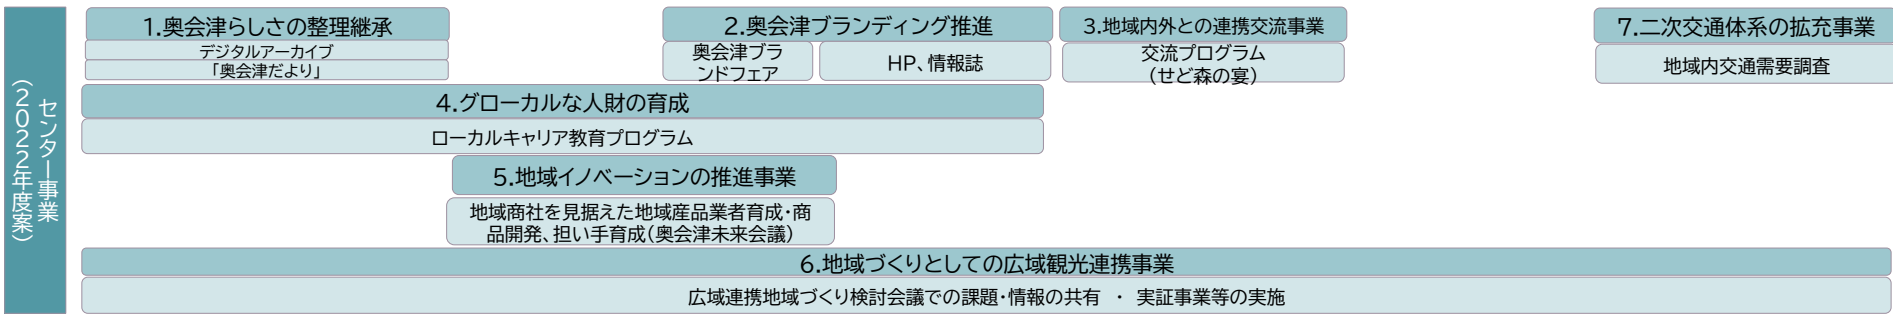 センター事業
（2022年度案）
1.奥会津らしさの整理継承
デジタルアーカイブ
「奥会津だより」
2.奥会津ブランディング推進
奥会津ブラ
ンドフェア
HP、情報誌
3.地域内外との連携交流事業
交流プログラム
（せど森の宴）
7.二次交通体系の拡充事業
地域内交通需要調査
4.グローカルな人財の育成
ローカルキャリア教育プログラム
5.地域イノベーションの推進事業
地域商社を見据えた地域産品業者育成・商
品開発、担い手育成（奥会津未来会議）
6.地域づくりとしての広域観光連携事業
広域連携地域づくり検討会議での課題・情報の共有　・　実証事業等の実施